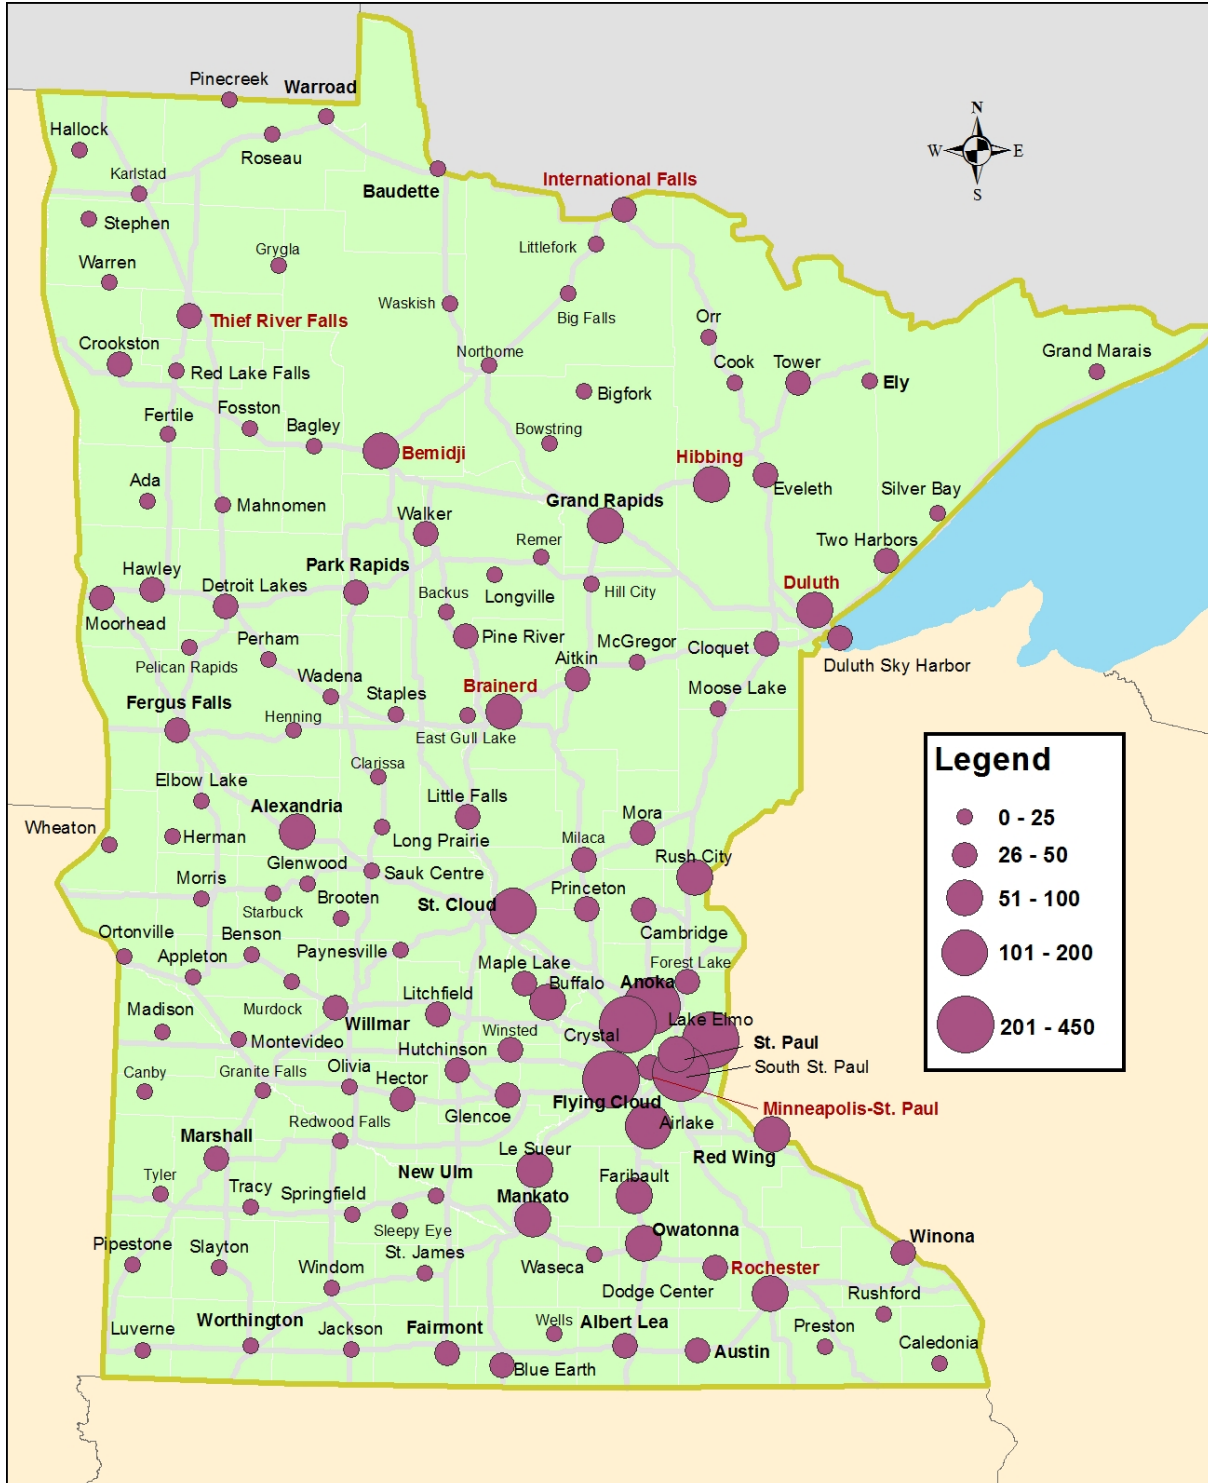 Pinecreek
Warroad
Hallock
Roseau
N
W
E
S
Karlstad
Baudette
International Falls
Stephen
Grygla
Littlefork
Warren
Waskish
Big Falls
Thief River Falls
Orr
Crookston
Northome
Grand Marais
Red Lake Falls
Cook
Tower
Ely
Bigfork
Fertile
Fosston
Bagley
Bowstring
Bemidji
Hibbing
Ada
Eveleth
Silver Bay
Mahnomen
Grand Rapids
Walker
Remer
Two Harbors
Hawley
Park Rapids
Detroit Lakes
Duluth
Backus
Longville
Hill City
Moorhead
Perham
Pine River
McGregor
Cloquet
Pelican Rapids
Aitkin
Duluth Sky Harbor
Wadena
Brainerd
Staples
Moose Lake
Fergus Falls
Henning
East Gull Lake
Clarissa
Legend
Elbow Lake
Little Falls
Alexandria
Mora
0 - 25
Wheaton
Herman
Long Prairie
Milaca
26 - 50
Glenwood
Sauk Centre
Rush City
Morris
Princeton
51 - 100
Starbuck
Brooten
St. Cloud
Ortonville
Benson
Cambridge
Appleton
Paynesville
101 - 200
Maple Lake
Forest Lake
Buffalo
Anoka
Madison
Murdock
Litchfield
201 - 450
Willmar
Lake Elmo
Winsted
Crystal
Montevideo
Hutchinson
St. Paul
Canby
Granite Falls
Olivia
Hector
South St. Paul
Flying Cloud
Minneapolis-St. Paul
Glencoe
Redwood Falls
Airlake
Marshall
Le Sueur
Red Wing
Tyler
New Ulm
Faribault
Tracy
Springfield
Mankato
Sleepy Eye
Owatonna
Pipestone
Slayton
St. James
Winona
Windom
Waseca
Rochester
Dodge Center
Rushford
Worthington
Luverne
Jackson
Fairmont
Wells
Albert Lea
Preston
Caledonia
Austin
Blue Earth